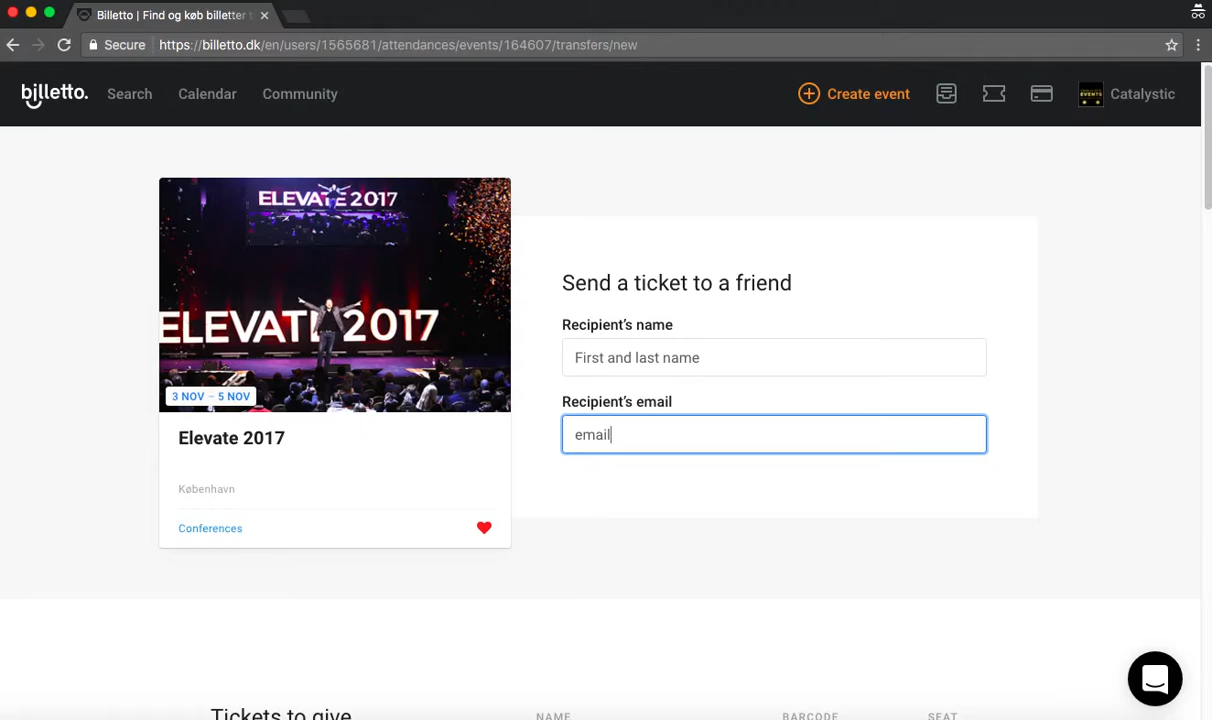 Billetto | Find og køb billetter t
Secure
https://billetto.dk/en/users/1565681/attendances/events/164607/transfers/new
billetto.
Search
Calendar
Community
Create event
EVENTS
Catalystic
ELEVATE 2017
ELEVATE 2017
3 NOV – 5 NOV
Elevate 2017
København
Conferences
Send a ticket to a friend
Recipient’s name
First and last name
Recipient’s email
email
Tickets to give
NAME
BARCODE
SEAT